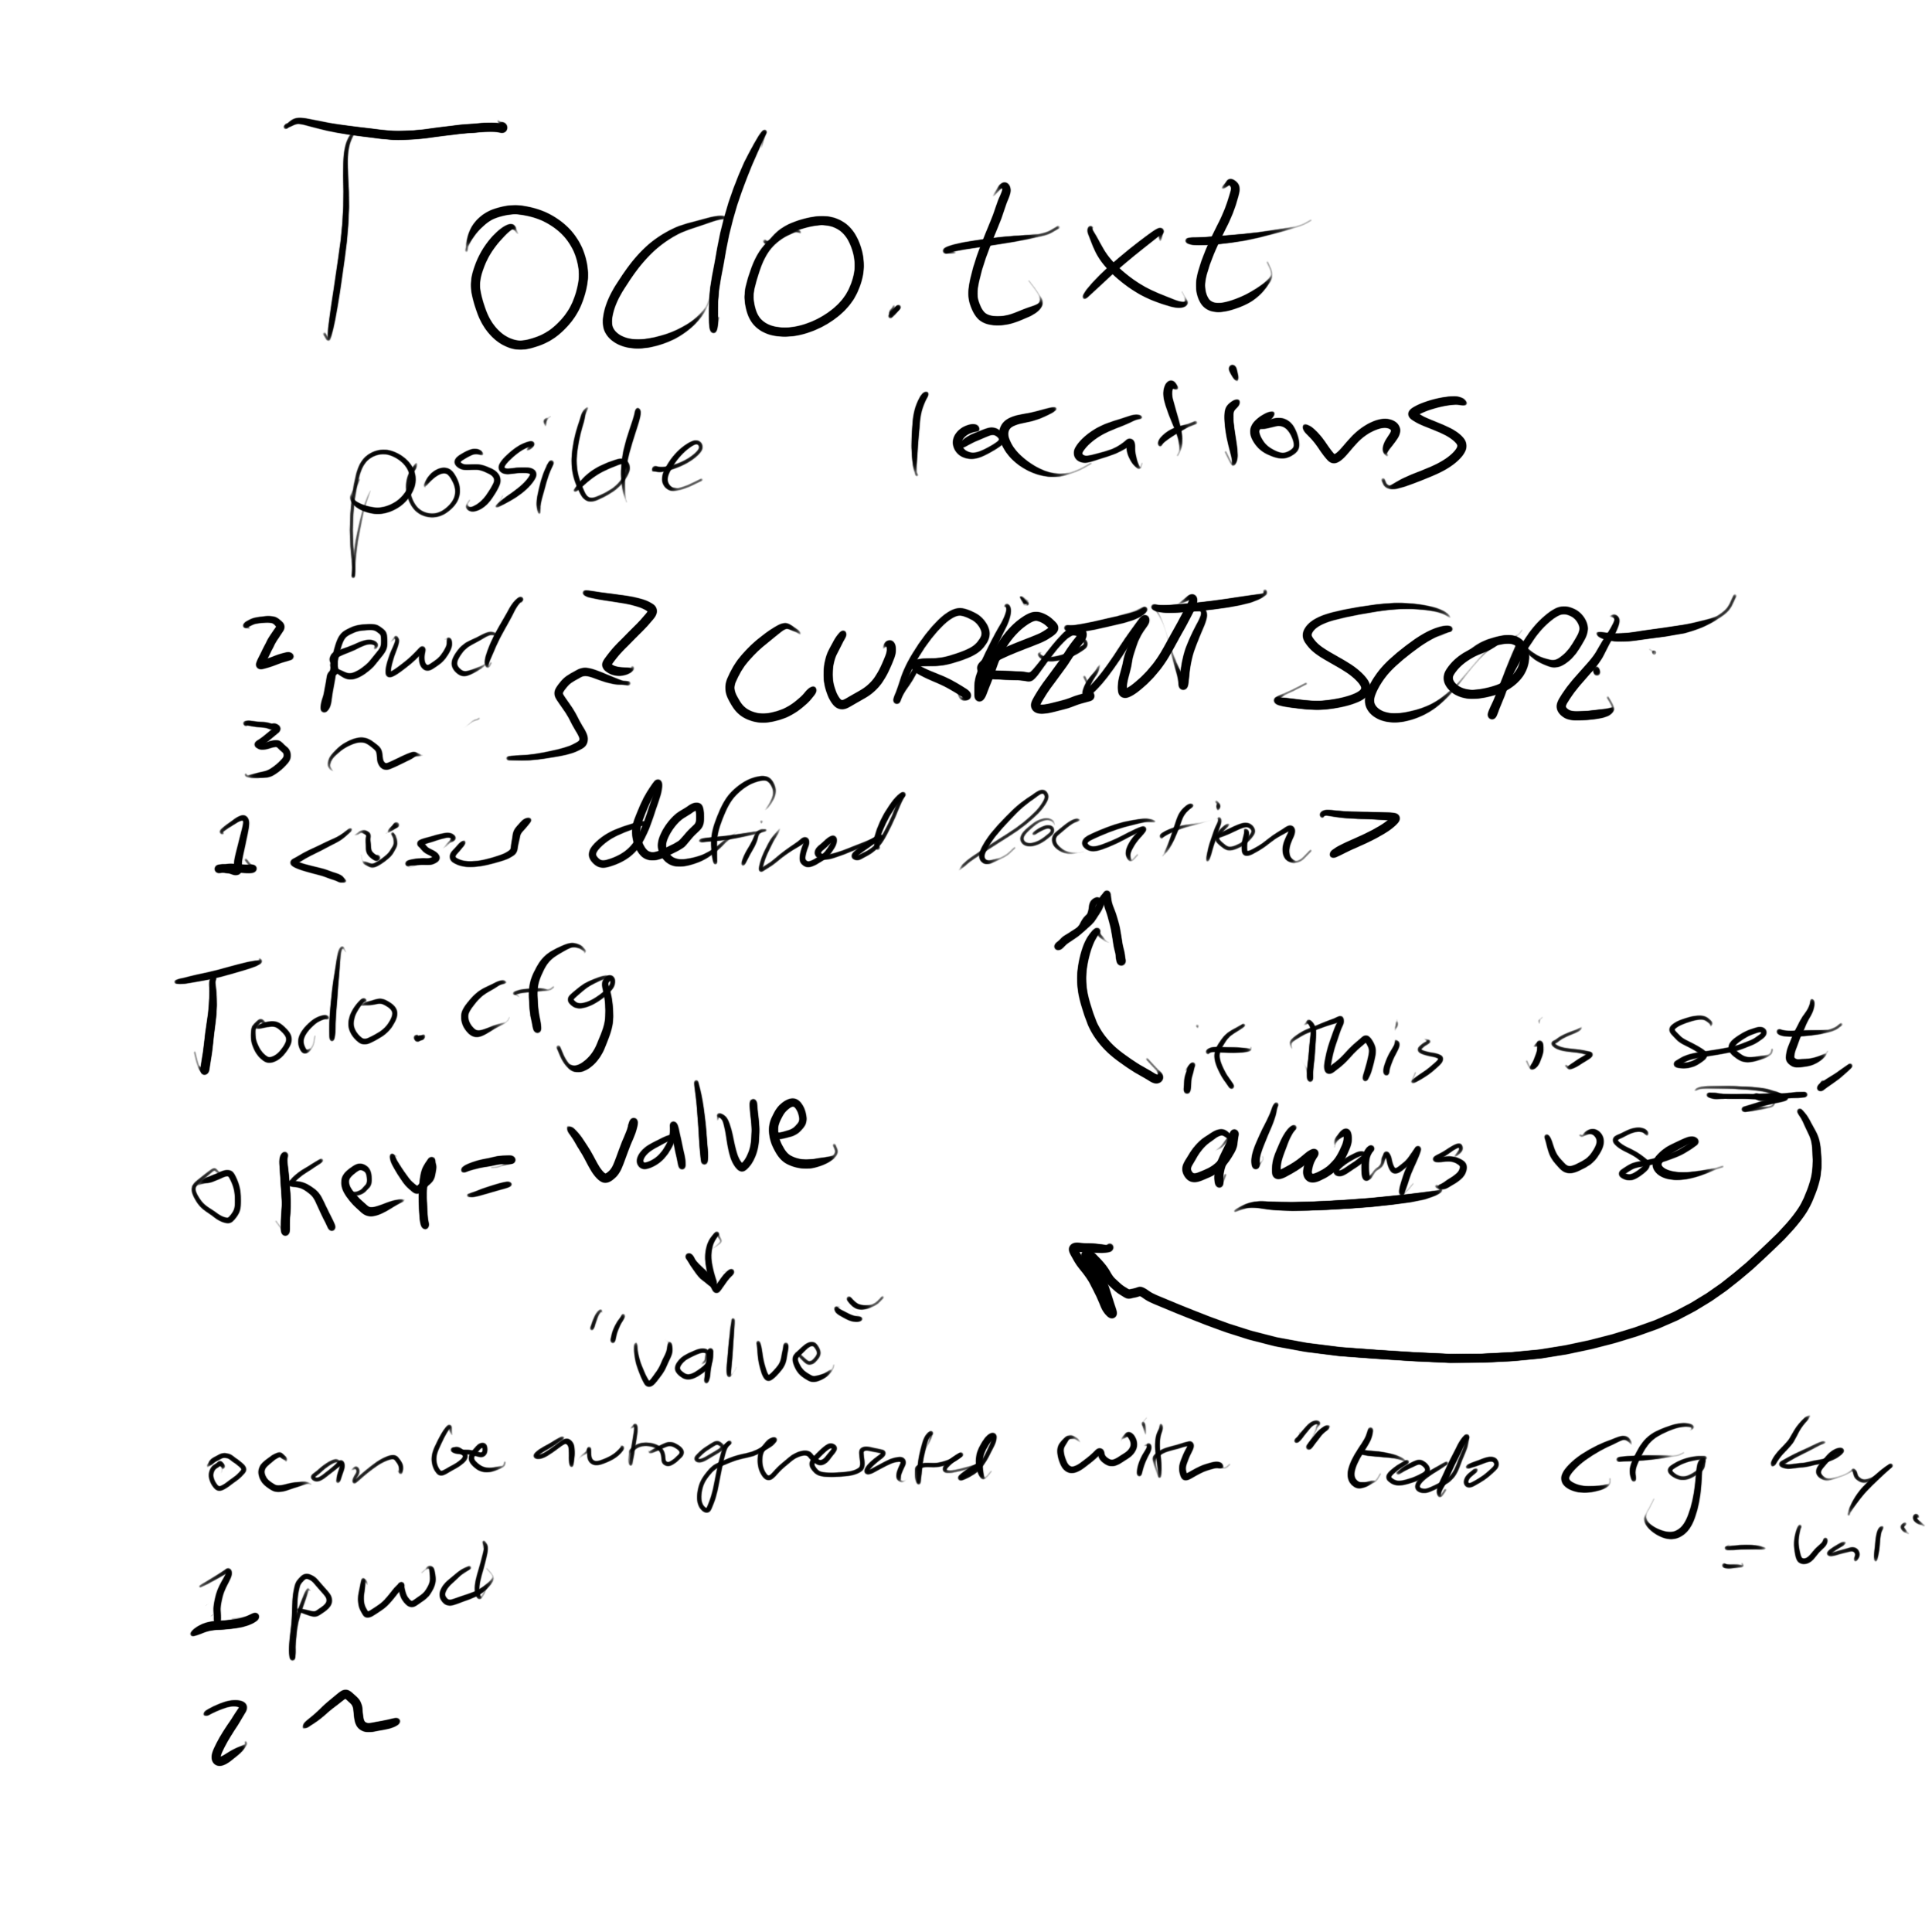 Todo.txt
possible locations
2 pwd } CURRENT SCOPE
3 ~
1 <user defined location>
Todo.cfg
if this is set,
always use
o key = value
"value"
o can be autogenerated with "todo cfg key
= val"
1 pwd
2 ~